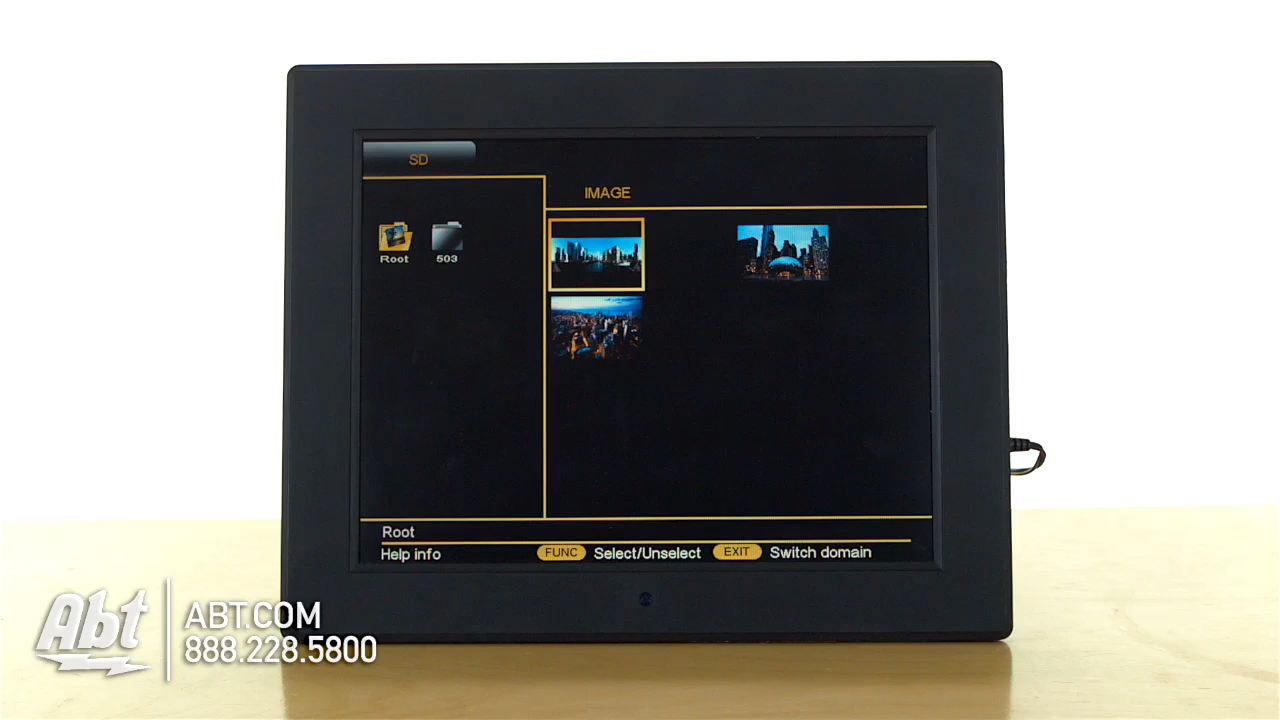 SD
IMAGE
Root 503
Root
Help info FUNC Select/Unselect EXIT Switch domain
Abt ABT.COM
888.228.5800